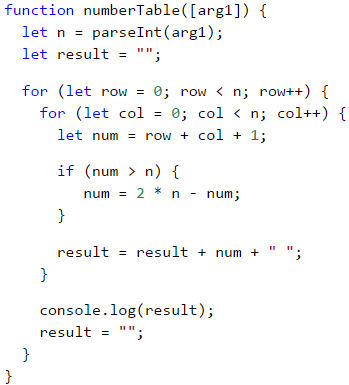 function numberTable([arg1]) {
  let n = parseInt(arg1);
  let result = "";

  for (let row = 0; row < n; row++) {
    for (let col = 0; col < n; col++) {
      let num = row + col + 1;

      if (num > n) {
         num = 2 * n - num;
      }

      result = result + num + " ";
    }

    console.log(result);
    result = "";
  }
}